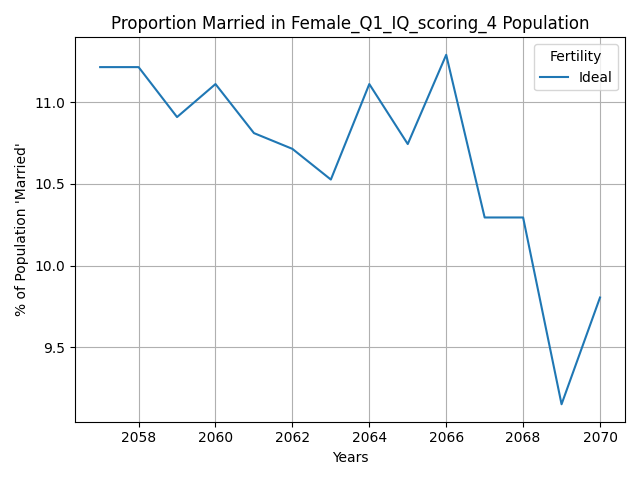 Proportion Married in Female_Q1_IQ_scoring_4 Population
Fertility
Ideal
% of Population 'Married'
11.0
10.5
10.0
9.5
2058 2060 2062 2064 2066 2068 2070
Years